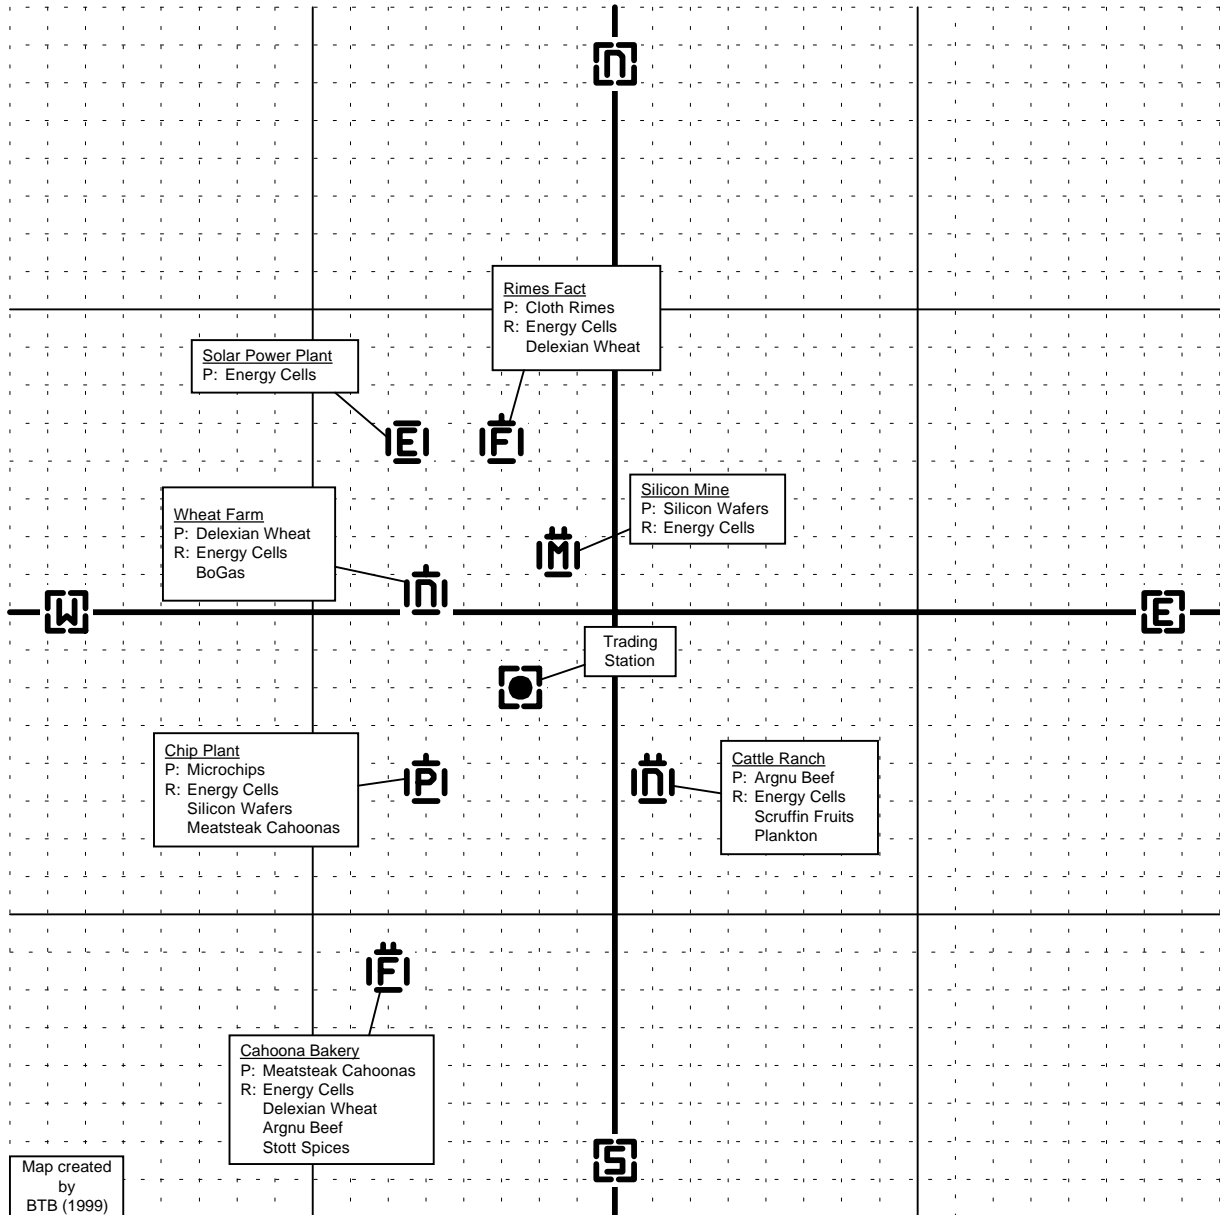 n
Rimes Fact
P: Cloth Rimes
R: Energy Cells
Delexian Wheat
Solar Power Plant
P: Energy Cells
E
F
Silicon Mine
P: Silicon Wafers
R: Energy Cells
Wheat Farm
P: Delexian Wheat
R: Energy Cells
BoGas
M
n
W
E
Trading
Station
Chip Plant
P: Microchips
R: Energy Cells
Silicon Wafers
Meatsteak Cahoonas
P
n
Cattle Ranch
P: Argnu Beef
R: Energy Cells
Scruffin Fruits
Plankton
F
Cahoona Bakery
P: Meatsteak Cahoonas
R: Energy Cells
Delexian Wheat
Argnu Beef
Stott Spices
S
Map created
by
BTB (1999)